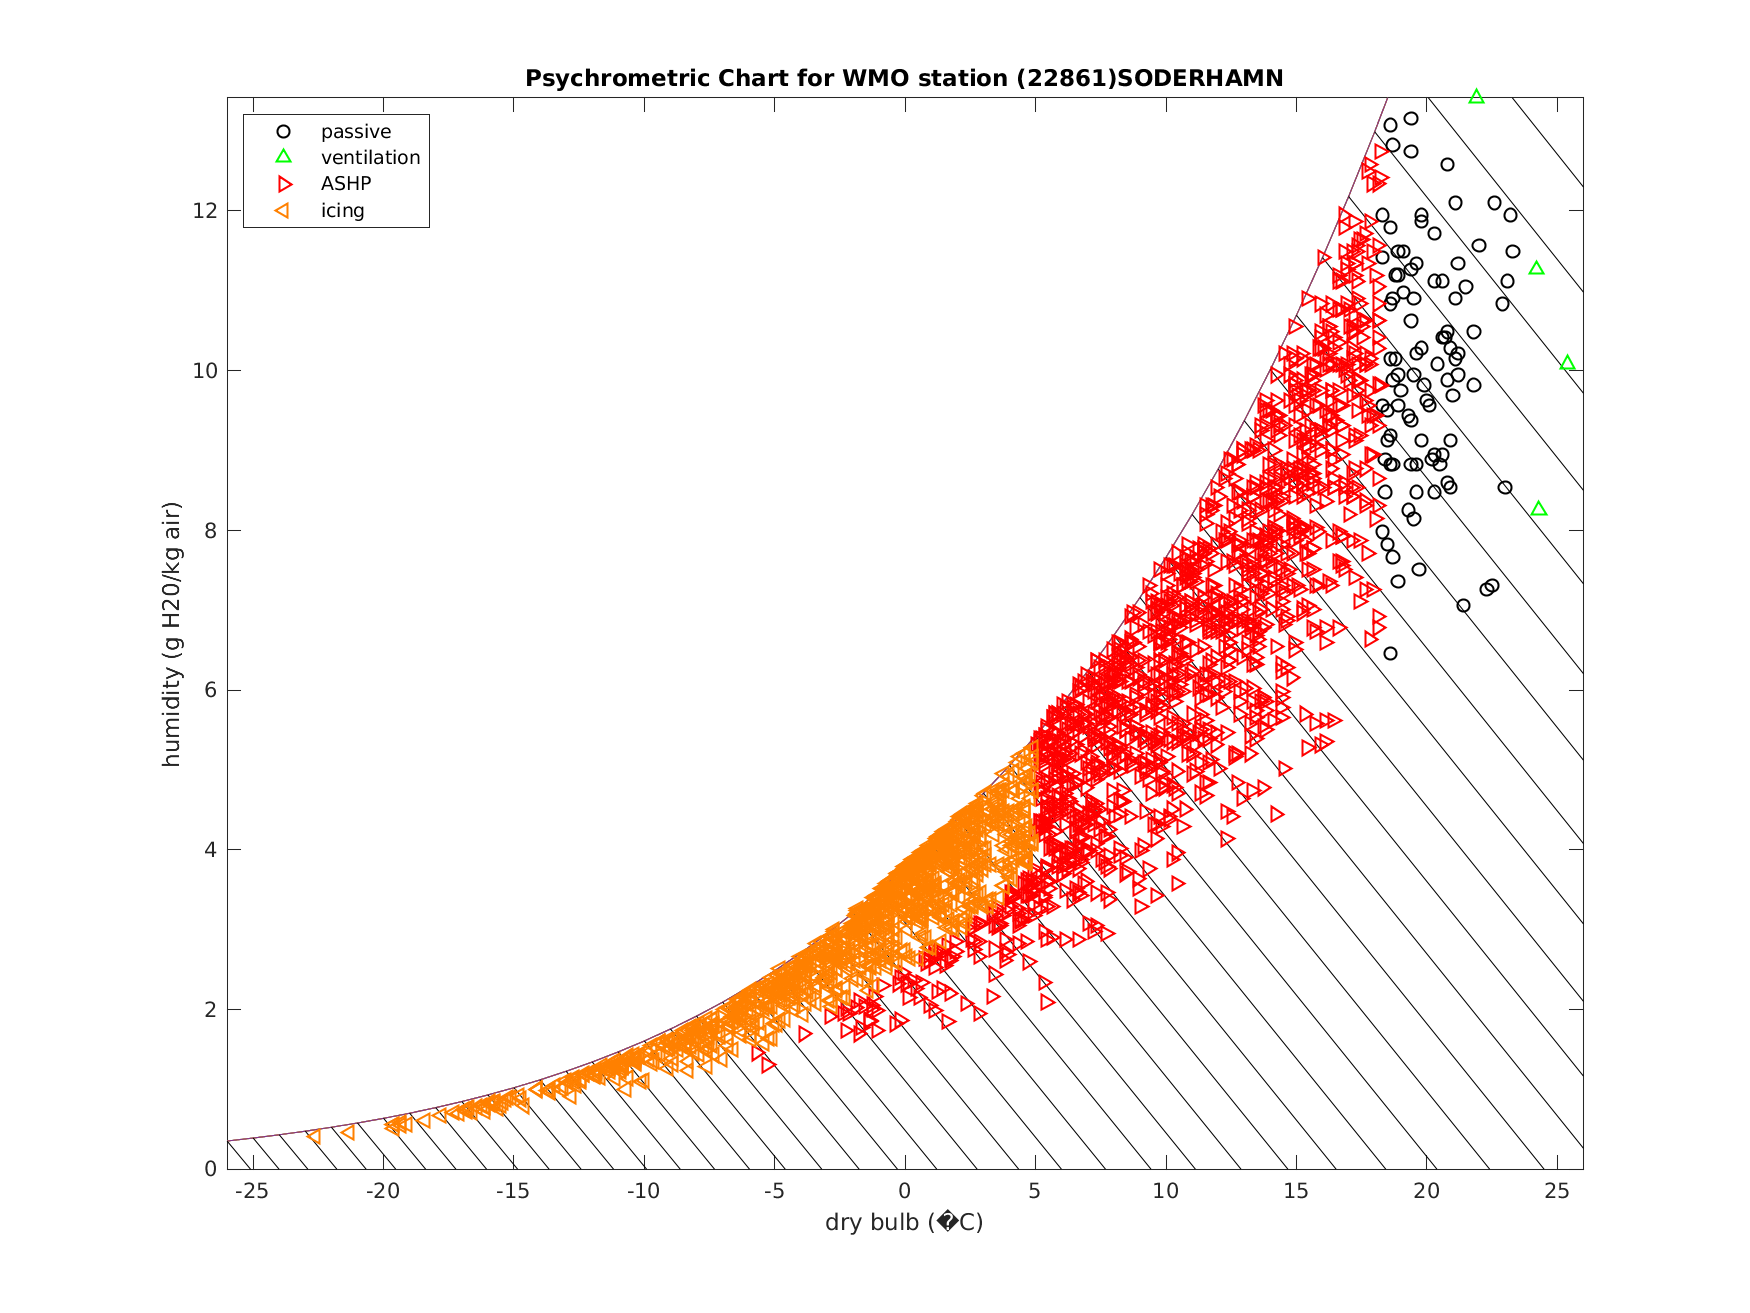 Psychrometric Chart for WMO station (22861)SODERHAMN
passive
ventilation
ASHP
icing
humidity (g H20/kg air)
12
10
8
6
4
2
0
-25 -20 -15 -10 -5 0 5 10 15 20 25
dry bulb (�C)